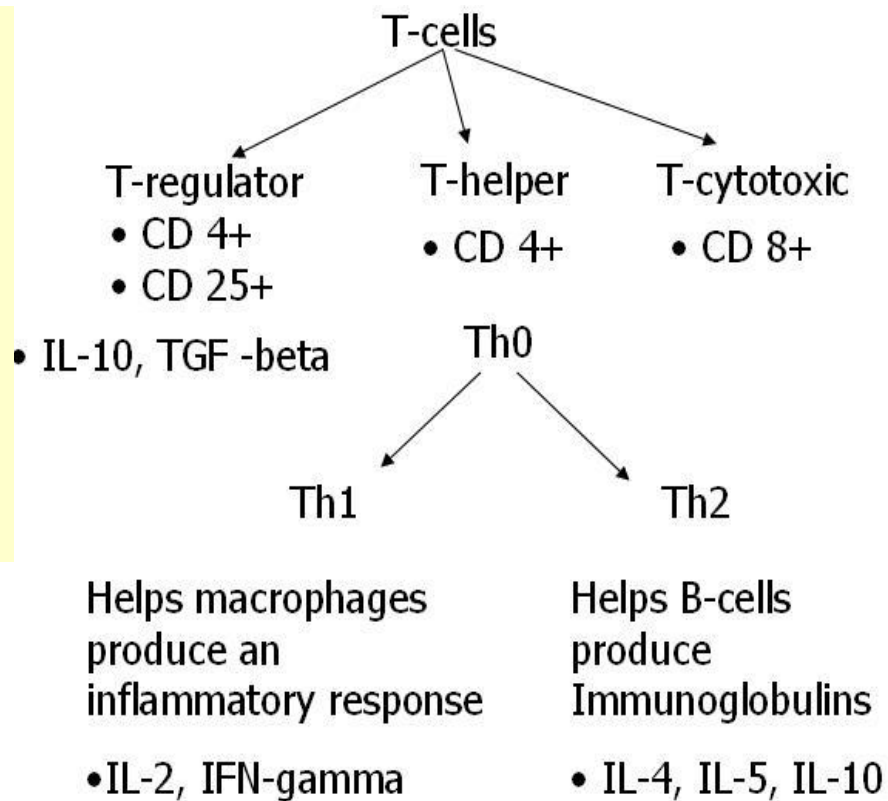 T-cells
T-regulator
• CD 4+
• CD 25+
• IL-10, TGF -beta
T-helper
• CD 4+
T-cytotoxic
• CD 8+
Th0
Th1
Helps macrophages
produce an
inflammatory response
•IL-2, IFN-gamma
Th2
Helps B-cells
produce
Immunoglobulins
• IL-4, IL-5, IL-10